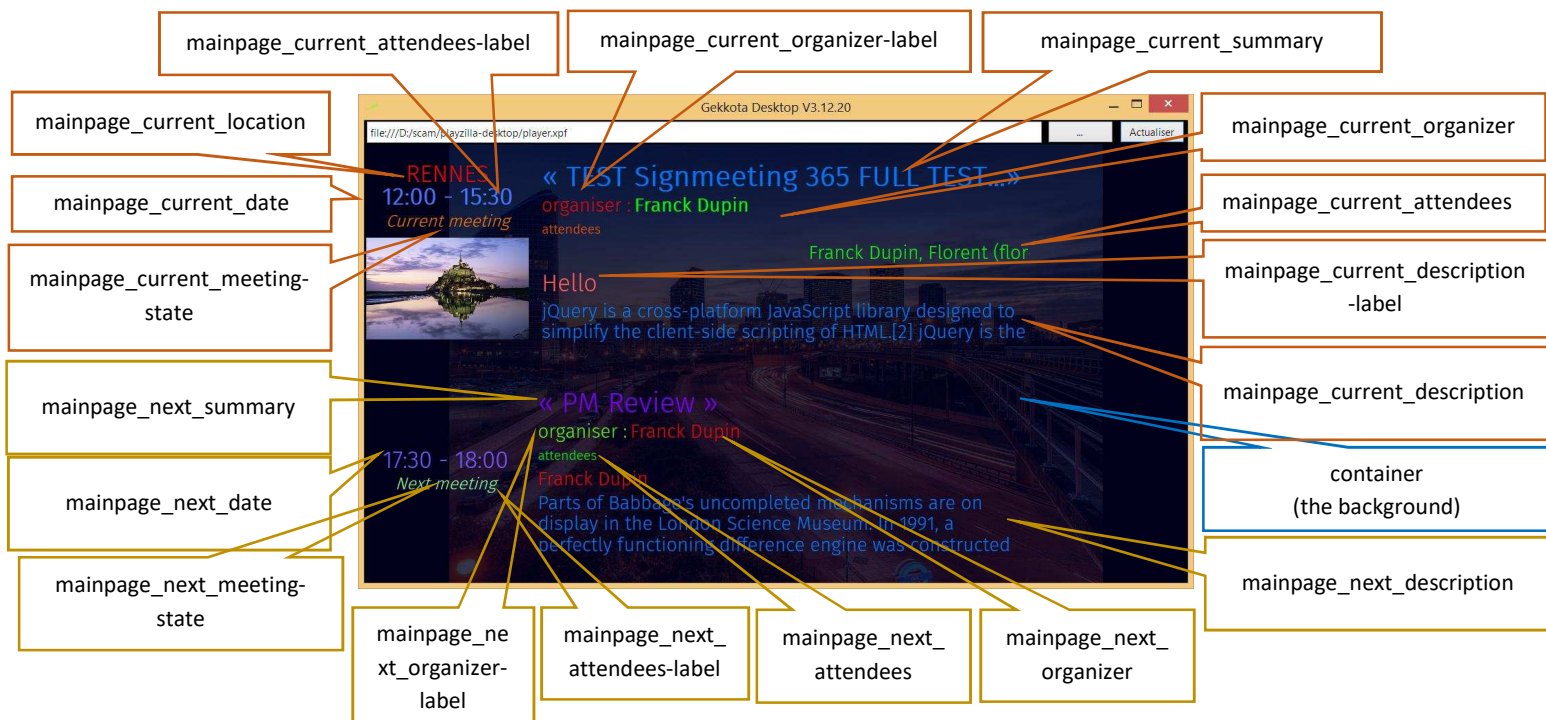 mainpage_current_attendees-label
mainpage_current_organizer-label
mainpage_current_summary
mainpage_current_location
mainpage_current_date
mainpage_current_meeting-
state
mainpage_next_summary
mainpage_next_date
mainpage_next_meeting-
state
Gekkota Desktop V3.12.20
file:///D:/scam/playzilla-desktop/player.xpf
...
Actualiser
RENNES
12:00 - 15:30
Current meeting
« TEST Signmeeting 365 FULL TEST...»
organiser : Franck Dupin
attendees
Franck Dupin, Florent (flor
Hello
jQuery is a cross-platform JavaScript library designed to
simplify the client-side scripting of HTML.[2] jQuery is the
« PM Review »
organiser : Franck Dupin
attendees
17:30 - 18:00
Next meeting
Franck Dupin
Parts of Babbage's uncompleted mechanisms are on
display in the London Science Museum. In 1991, a
perfectly functioning difference engine was constructed
mainpage_current_organizer
mainpage_current_attendees
mainpage_current_description
-label
mainpage_current_description
container
(the background)
mainpage_next_description
mainpage_ne
xt_organizer-
label
mainpage_next_
attendees-label
mainpage_next_
attendees
mainpage_next_
organizer